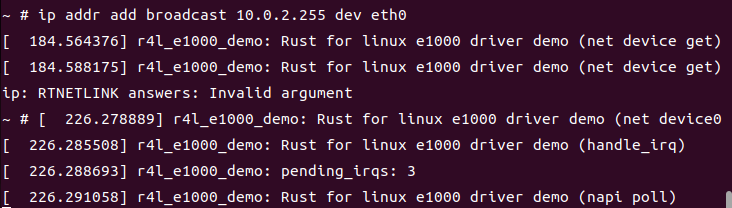 ~ # ip addr add broadcast 10.0.2.255 dev eth0
[  184.564376] r4l_e1000_demo: Rust for linux e1000 driver demo (net device get)
[  184.588175] r4l_e1000_demo: Rust for linux e1000 driver demo (net device get)
ip: RTNETLINK answers: Invalid argument
~ # [  226.278889] r4l_e1000_demo: Rust for linux e1000 driver demo (net device0
[  226.285508] r4l_e1000_demo: Rust for linux e1000 driver demo (handle_irq)
[  226.288693] r4l_e1000_demo: pending_irqs: 3
[  226.291058] r4l_e1000_demo: Rust for linux e1000 driver demo (napi poll)